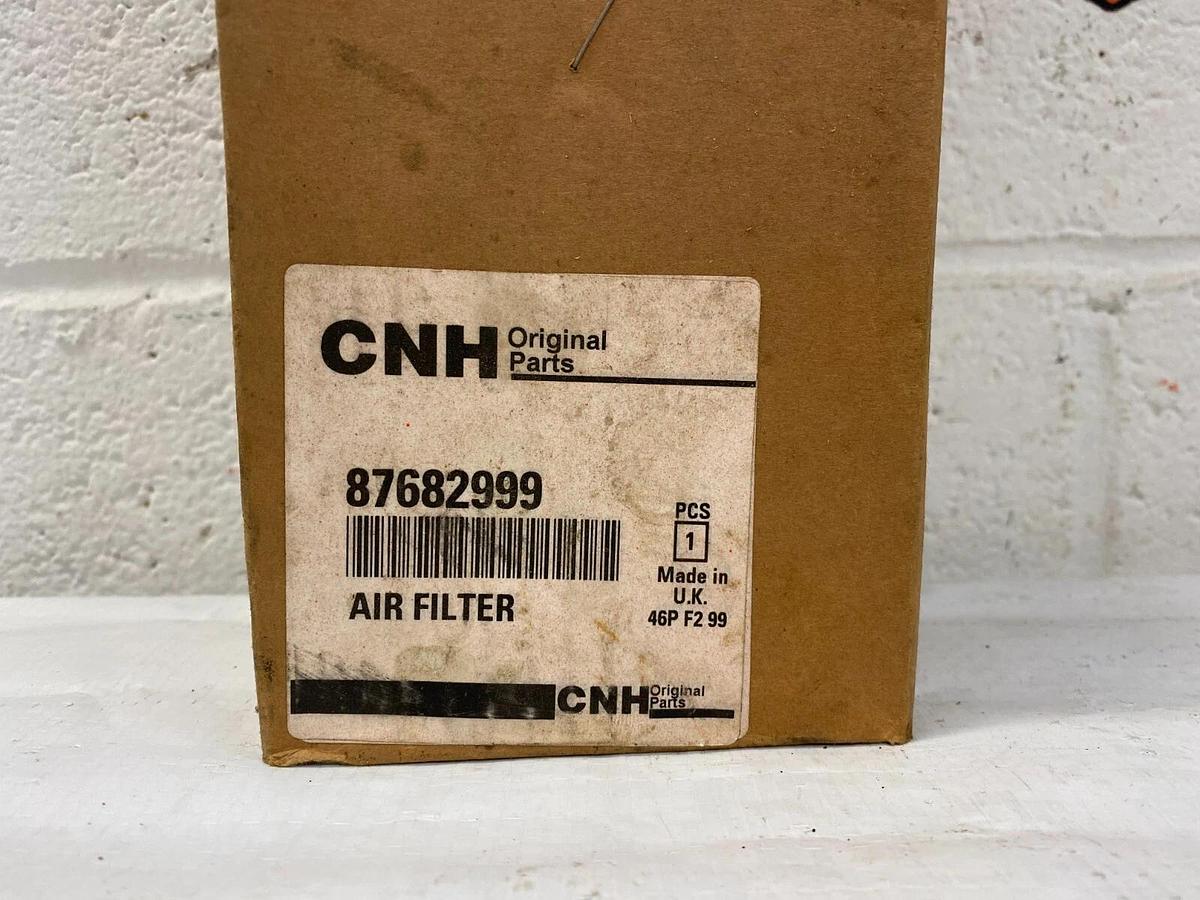 CNH Original
Parts
87682999
PCS
1
AIR FILTER
Made in
U.K.
46P F2 99
CNH Original
Parts